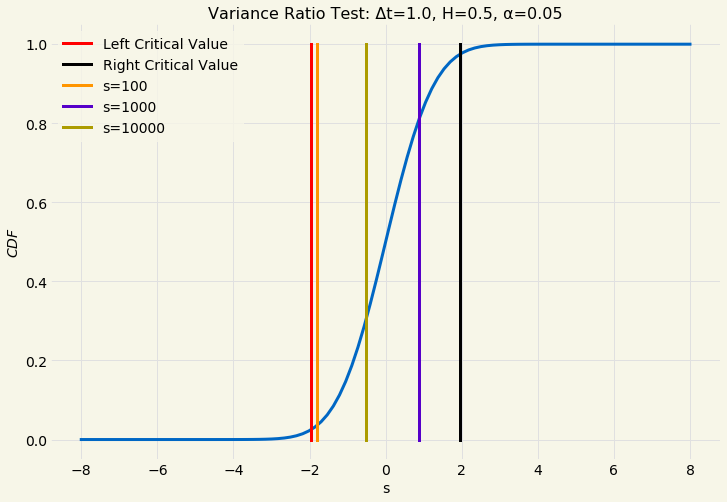 Variance Ratio Test: Δt=1.0, H=0.5, α=0.05
Left Critical Value
Right Critical Value
s=100
s=1000
s=10000
1.0
0.8
0.6
0.4
0.2
0.0
CDF
−8
−6
−4
−2
0
2
4
6
8
s